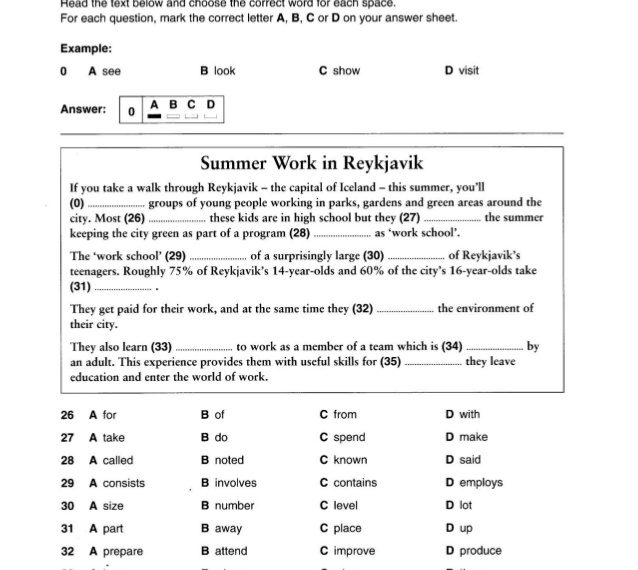 Read the text below and choose the correct word for each space.
For each question, mark the correct letter A, B, C or D on your answer sheet.
Example:
0 A see B look C show D visit
Answer: 0 A B C D
Summer Work in Reykjavik
If you take a walk through Reykjavik – the capital of Iceland – this summer, you'll
(0) ...................... groups of young people working in parks, gardens and green areas around the
city. Most (26) ...................... these kids are in high school but they (27) ...................... the summer
keeping the city green as part of a program (28) ...................... as 'work school'.
The 'work school' (29) ...................... of a surprisingly large (30) ...................... of Reykjavik's
teenagers. Roughly 75% of Reykjavik's 14-year-olds and 60% of the city's 16-year-olds take
(31) ...................... .
They get paid for their work, and at the same time they (32) ...................... the environment of
their city.
They also learn (33) ...................... to work as a member of a team which is (34) ...................... by
an adult. This experience provides them with useful skills for (35) ...................... they leave
education and enter the world of work.
26 A for B of C from D with
27 A take B do C spend D make
28 A called B noted C known D said
29 A consists B involves C contains D employs
30 A size B number C level D lot
31 A part B away C place D up
32 A prepare B attend C improve D produce